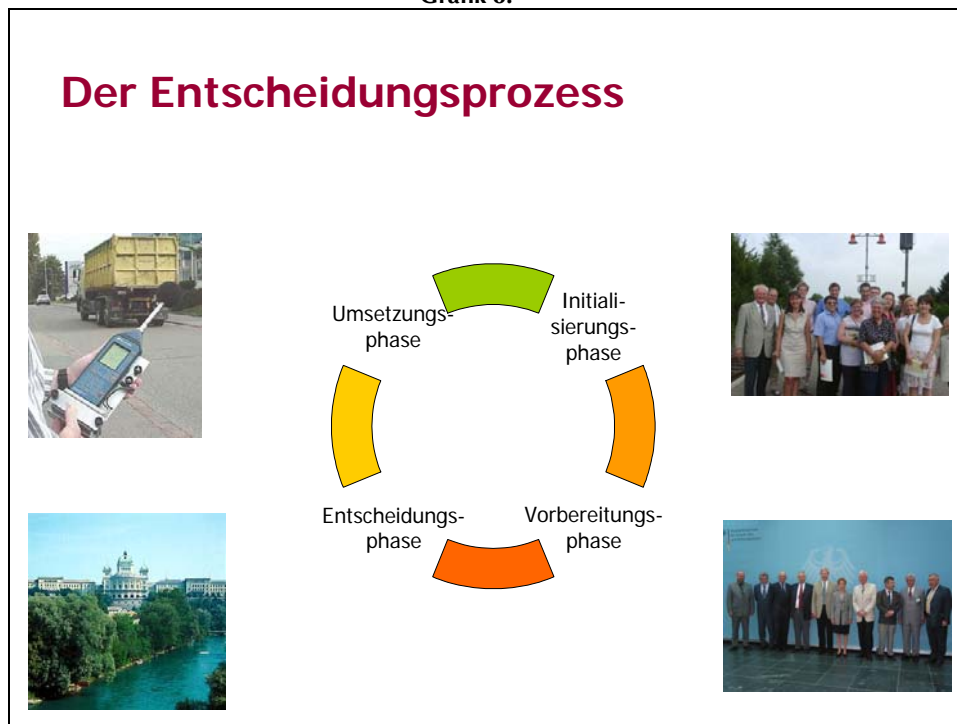 Der Entscheidungsprozess
Umsetzungs-
phase
Initiali-
sierungs-
phase
Entscheidungs-
phase
Vorbereitungs-
phase